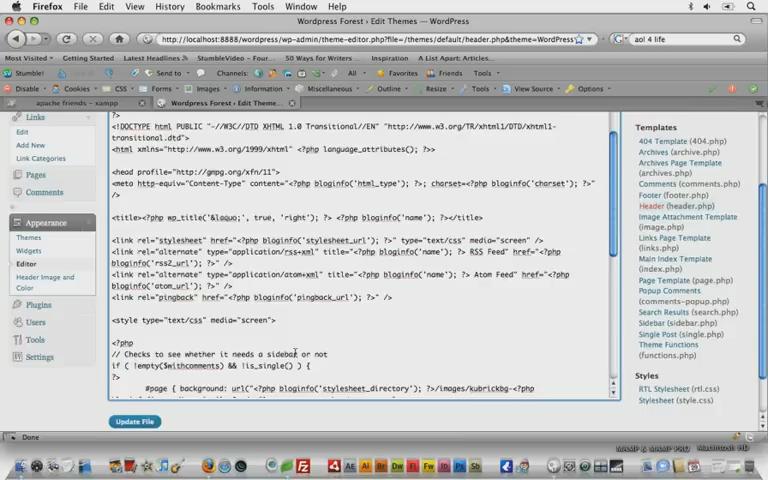 Firefox File Edit View History Bookmarks Tools Window Help
Wordpress Forest › Edit Themes — WordPress
http://localhost:8888/wordpress/wp-admin/theme-editor.php?file=/themes/default/header.php&theme=WordPress
aol 4 life
Most Visited Getting Started Latest Headlines StumbleVideo – Four... 50 Ways for Writers... Inspiration A List Apart: Articles...
Stumble! Send to Channels: All Favorites Friends Tools
Disable Cookies CSS Forms Images Information Miscellaneous Outline Resize Tools View Source Options
apache friends - xampp
Wordpress Forest › Edit Theme...
Links
Edit
Add New
Link Categories
Pages
Comments
Appearance
Themes
Widgets
Editor
Header Image and
Color
Plugins
Users
Tools
Settings
?>
<!DOCTYPE html PUBLIC "-//W3C//DTD XHTML 1.0 Transitional//EN" "http://www.w3.org/TR/xhtml1/DTD/xhtml1-
transitional.dtd">
<html xmlns="http://www.w3.org/1999/xhtml" <?php language_attributes(); ?>>
<head profile="http://gmpg.org/xfn/11">
<meta http-equiv="Content-Type" content="<?php bloginfo('html_type'); ?>; charset=<?php bloginfo('charset'); ?>"
/>
<title><?php wp_title('&laquo;', true, 'right'); ?> <?php bloginfo('name'); ?></title>
<link rel="stylesheet" href="<?php bloginfo('stylesheet_url'); ?>" type="text/css" media="screen" />
<link rel="alternate" type="application/rss+xml" title="<?php bloginfo('name'); ?> RSS Feed" href="<?php
bloginfo('rss2_url'); ?>" />
<link rel="alternate" type="application/atom+xml" title="<?php bloginfo('name'); ?> Atom Feed" href="<?php
bloginfo('atom_url'); ?>" />
<link rel="pingback" href="<?php bloginfo('pingback_url'); ?>" />
<style type="text/css" media="screen">
<?php
// Checks to see whether it needs a sidebar or not
if ( !empty($withcomments) && !is_single() ) {
?>
#page { background: url("<?php bloginfo('stylesheet_directory'); ?>/images/kubrickbg-<?php
Update File
Templates
404 Template (404.php)
Archives (archive.php)
Archives Page Template
(archives.php)
Comments (comments.php)
Footer (footer.php)
Header (header.php)
Image Attachment Template
(image.php)
Links Page Template
(links.php)
Main Index Template
(index.php)
Page Template (page.php)
Popup Comments
(comments-popup.php)
Search Results (search.php)
Sidebar (sidebar.php)
Single Post (single.php)
Theme Functions
(functions.php)
Styles
RTL Stylesheet (rtl.css)
Stylesheet (style.css)
Done
MAMP & MAMP PRO
Macintosh HD
AE Ai Br Dw Fl Fw Id Ps Sb